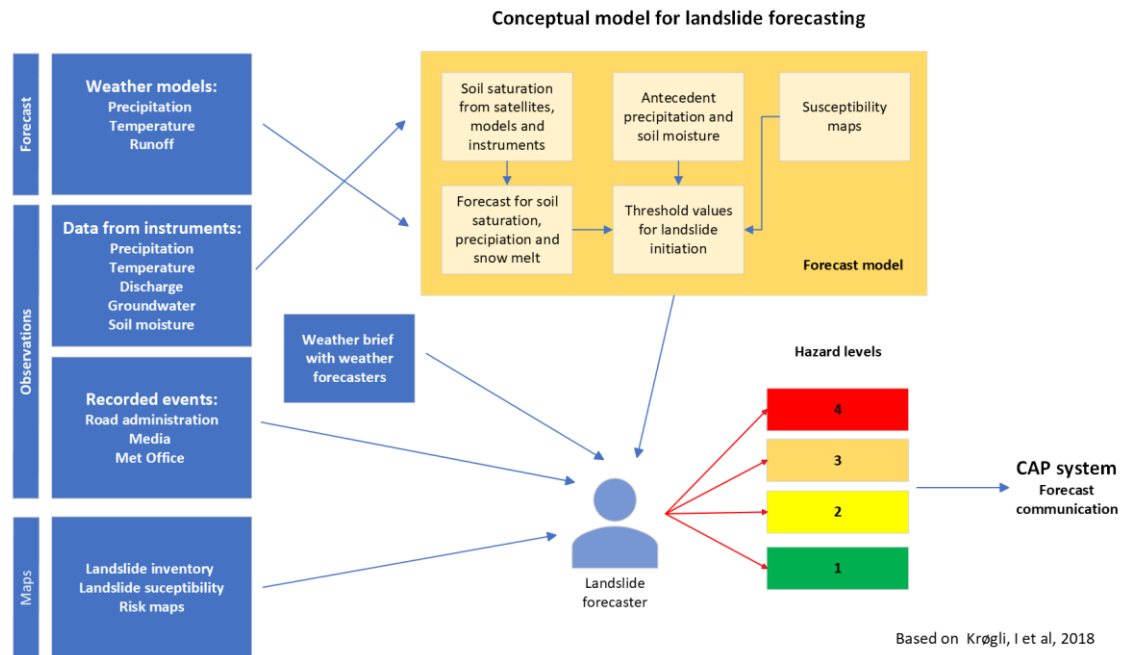 Conceptual model for landslide forecasting
Forecast
Weather models:
Precipitation
Temperature
Runoff
Observations
Data from instruments:
Precipitation
Temperature
Discharge
Groundwater
Soil moisture
Recorded events:
Road administration
Media
Met Office
Maps
Landslide inventory
Landslide suceptibility
Risk maps
Soil saturation
from satellites,
models and
instruments
Antecedent
precipitation and
soil moisture
Susceptibility
maps
Forecast for soil
saturation,
precipiation and
snow melt
Threshold values
for landslide
initiation
Forecast model
Weather brief
with weather
forecasters
Landslide
forecaster
Hazard levels
4
3
2
1
CAP system
Forecast
communication
Based on Krøgli, I et al, 2018